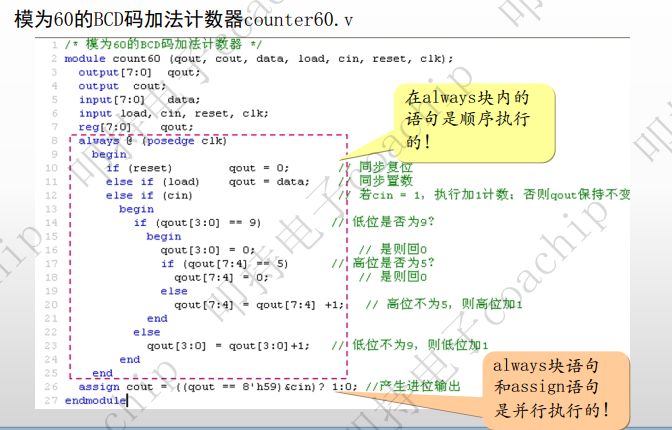 模为60的BCD码加法计数器counter60.v
1 /* 模为60的BCD码加法计数器 */
2 module count60 (qout, cout, data, load, cin, reset, clk);
3 output[7:0] qout;
4 output cout;
5 input[7:0] data;
6 input load, cin, reset, clk;
7 reg[7:0] qout;
8 always @ (posedge clk)
9 begin
10 if (reset) qout = 0; // 同步复位
11 else if (load) qout = data; // 同步置数
12 else if (cin) // 若cin = 1，执行加1计数；否则qout保持不变
13 begin
14 if (qout[3:0] == 9) // 低位是否为9？
15 begin
16 qout[3:0] = 0; // 是则回0
17 if (qout[7:4] == 5) // 高位是否为5？
18 qout[7:4] = 0; // 是则回0
19 else
20 qout[7:4] = qout[7:4] +1; // 高位不为5，则高位加1
21 end
22 else
23 qout[3:0] = qout[3:0]+1; // 低位不为9，则低位加1
24 end
25 end
26 assign cout = ((qout == 8'h59)&cin)? 1:0; //产生进位输出
27 endmodule
在always块内的
语句是顺序执行
的!
always块语句
和assign语句
是并行执行的!
叩持电子coachip